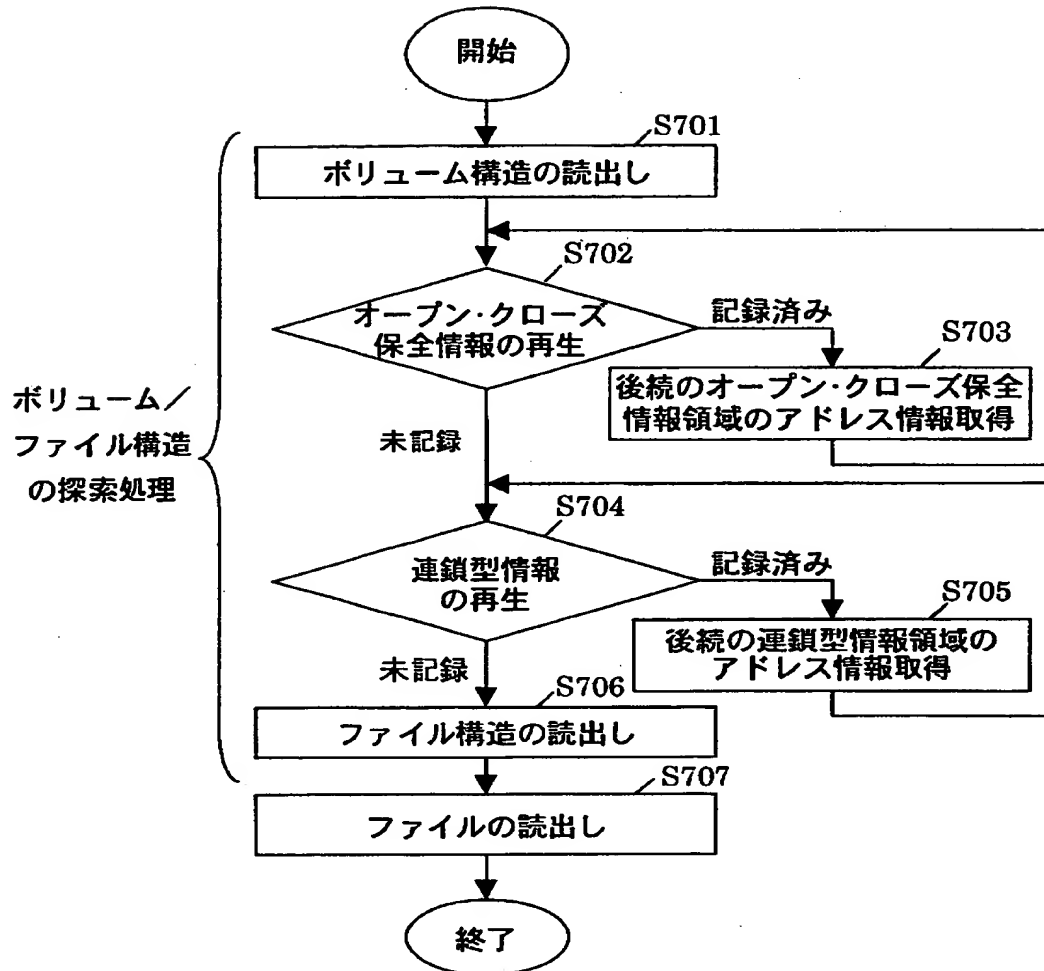 開始
S701
ボリューム構造の読出し
S702
オープン・クローズ
保全情報の再生
記録済み
S703
後続のオープン・クローズ保全
情報領域のアドレス情報取得
ボリューム／
ファイル構造
の探索処理
未記録
S704
連鎖型情報
の再生
記録済み
S705
後続の連鎖型情報領域の
アドレス情報取得
未記録
S706
ファイル構造の読出し
S707
ファイルの読出し
終了